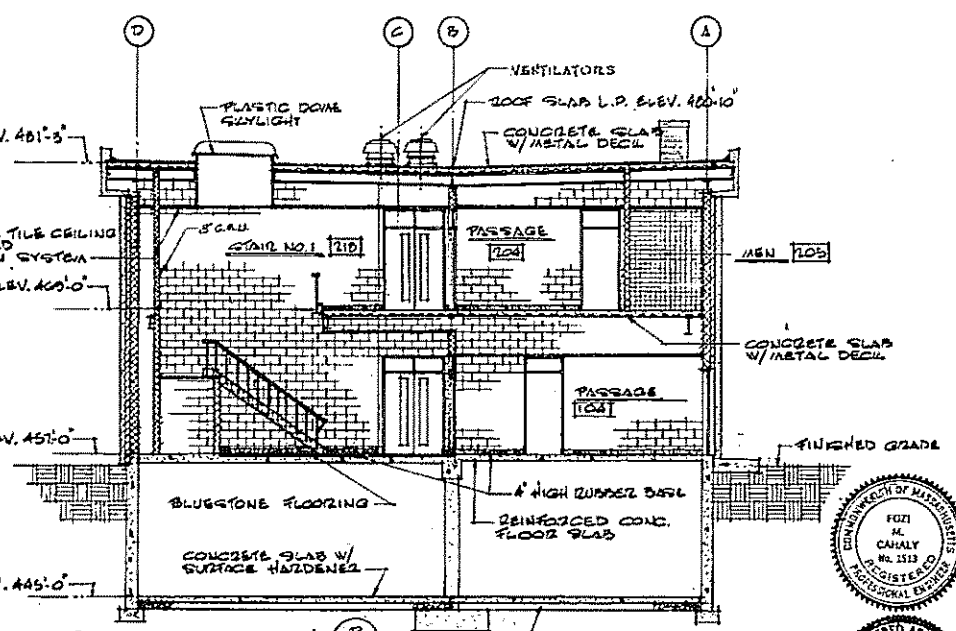 D
C
B
A
VENTILATORS
PLASTIC DOME
SKYLIGHT
ROOF SLAB L.P. ELEV. 480'-10"
CONCRETE SLAB
W/METAL DECK
V. 481'-3"
TILE CEILING
SYSTEM
8" C.M.U.
STAIR NO.1 218
PASSAGE
204
MEN 205
ELEV. 469'-0"
CONCRETE SLAB
W/METAL DECK
PASSAGE
104
V. 457'-0"
FINISHED GRADE
BLUESTONE FLOORING
4" HIGH RUBBER BASE
REINFORCED CONC.
FLOOR SLAB
CONCRETE SLAB W/
SURFACE HARDENER
V. 445'-0"
COMMONWEALTH OF MASSACHUSETTS
FOZI
M.
CAHALY
No. 1513
REGISTERED
PROFESSIONAL ENGINEER